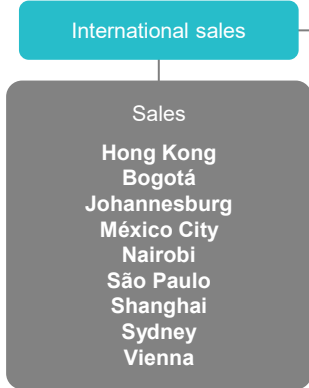 International sales
Sales
Hong Kong
Bogotá
Johannesburg
México City
Nairobi
São Paulo
Shanghai
Sydney
Vienna